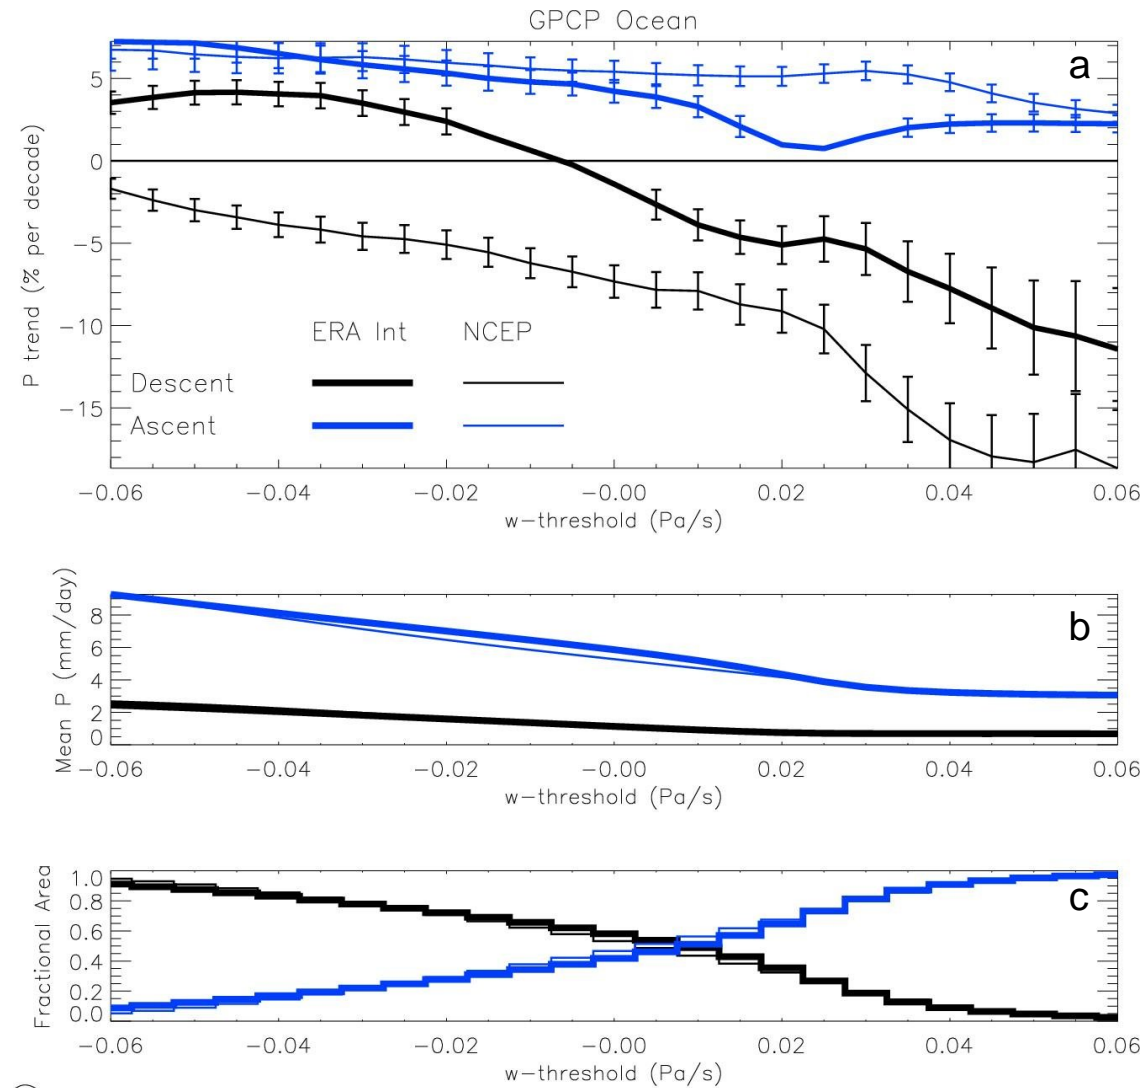 GPCP Ocean
a
P trend (% per decade)
5
0
−5
−10
−15
ERA Int NCEP
Descent
Ascent
−0.06 −0.04 −0.02 −0.00 0.02 0.04 0.06
w−threshold (Pa/s)
b
Mean P (mm/day)
8
6
4
2
0
−0.06 −0.04 −0.02 −0.00 0.02 0.04 0.06
w−threshold (Pa/s)
c
Fractional Area
1.0
0.8
0.6
0.4
0.2
0.0
−0.06 −0.04 −0.02 −0.00 0.02 0.04 0.06
w−threshold (Pa/s)